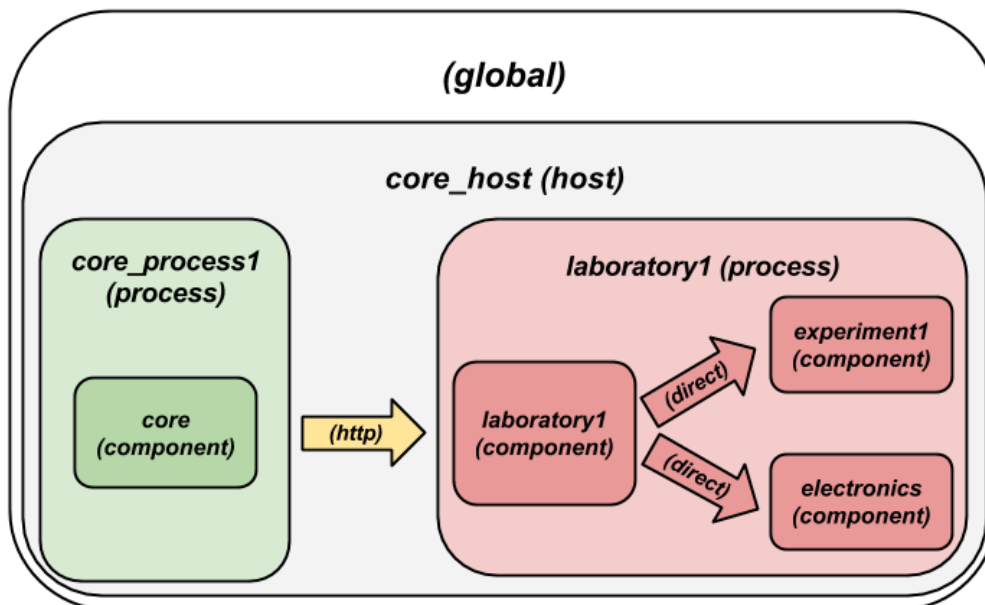 (global)
core_host (host)
core_process1
(process)
core
(component)
(http)
laboratory1 (process)
laboratory1
(component)
(direct)
experiment1
(component)
(direct)
electronics
(component)